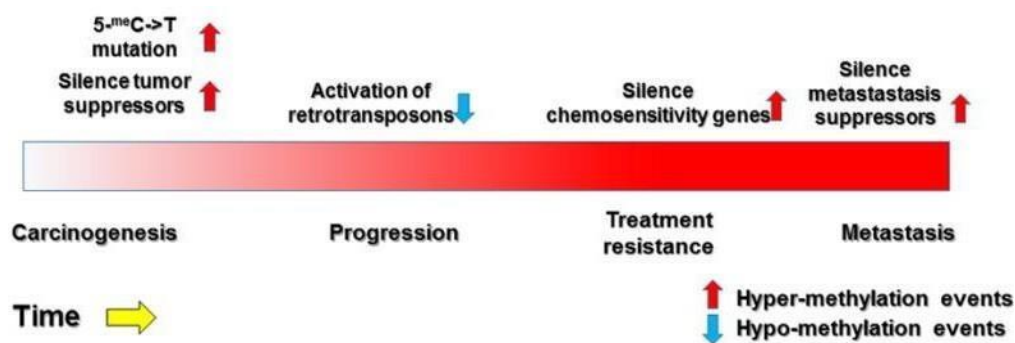 5-meC->T
mutation
Silence tumor
suppressors
Activation of
retrotransposons
Silence
chemosensitivity genes
Silence
metastastasis
suppressors
Carcinogenesis
Progression
Treatment
resistance
Metastasis
Time
Hyper-methylation events
Hypo-methylation events